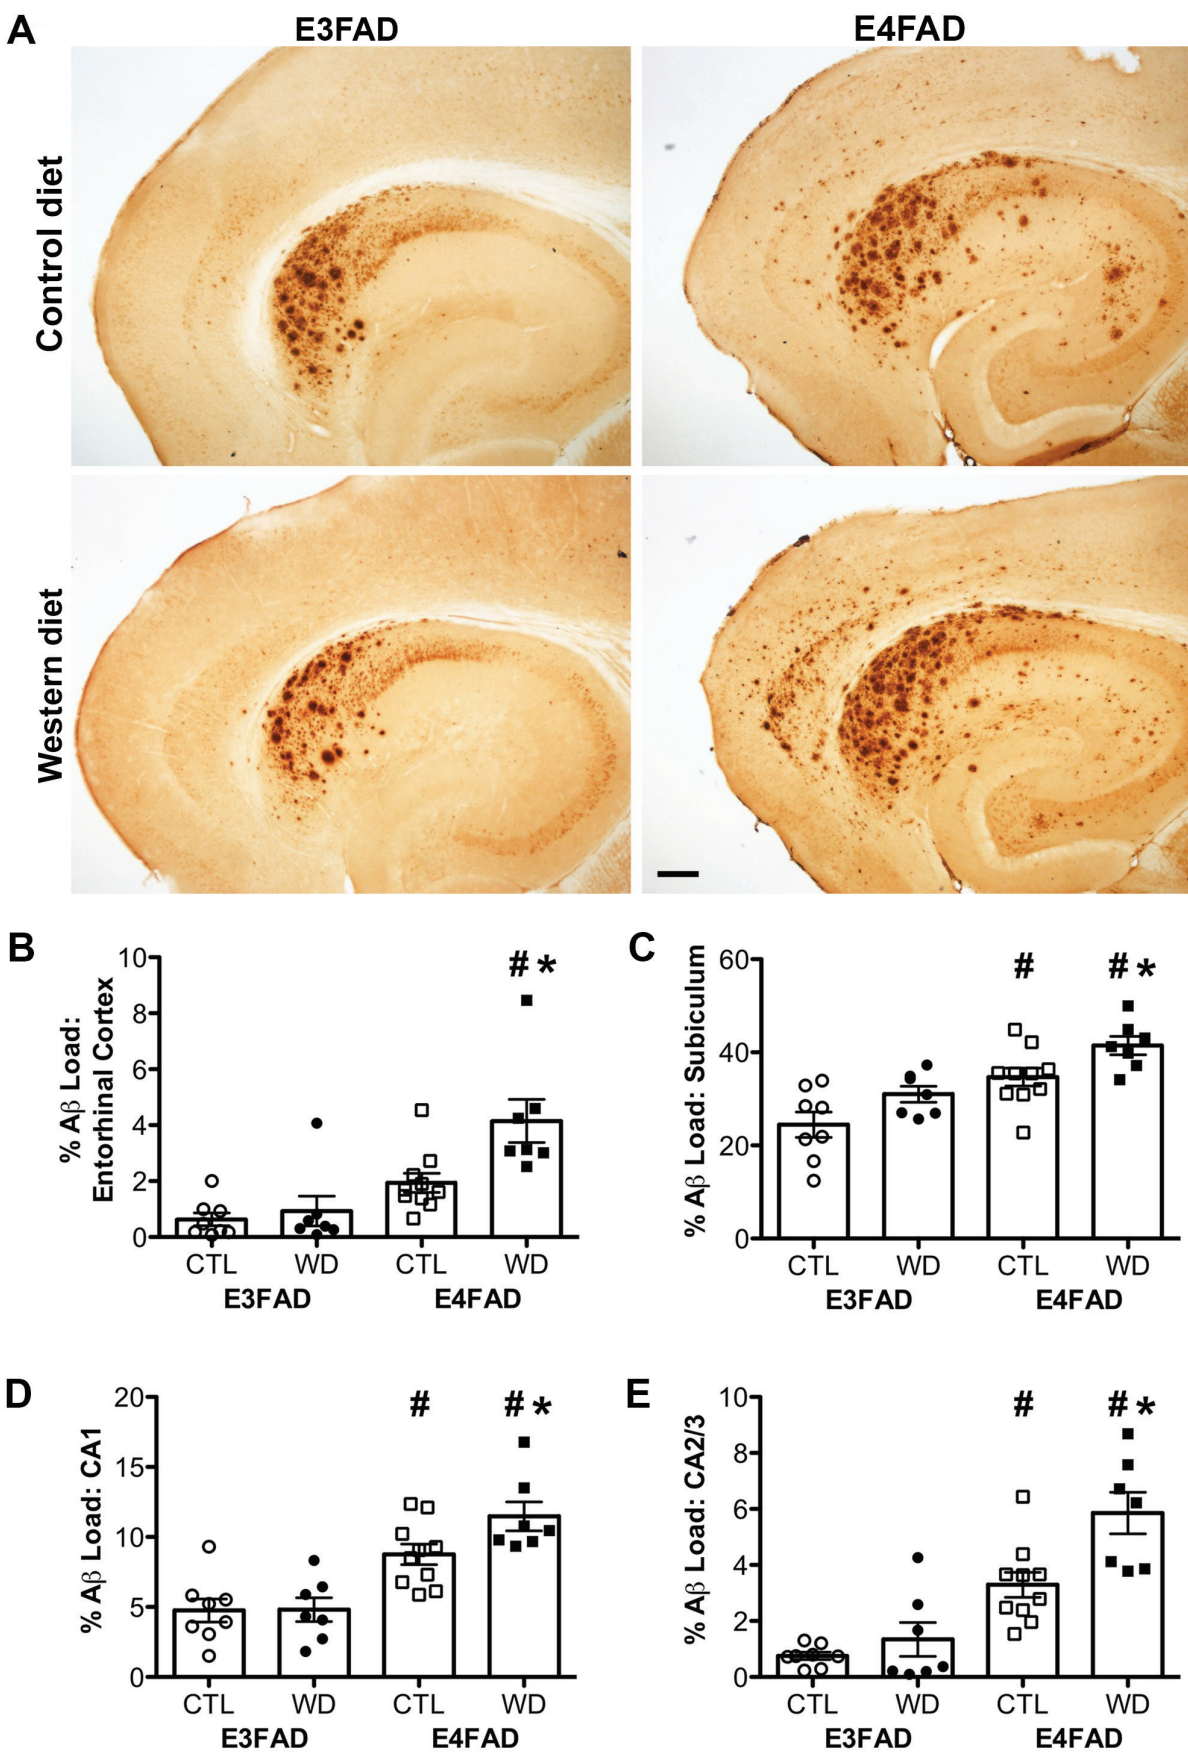 A
E3FAD
E4FAD
Control diet
Western diet
B
% Aβ Load:
Entorhinal Cortex
10
8
6
4
2
0
# *
CTL
WD
CTL
WD
E3FAD
E4FAD
C
% Aβ Load: Subiculum
60
40
20
0
#
# *
CTL
WD
CTL
WD
E3FAD
E4FAD
D
% Aβ Load: CA1
20
15
10
5
0
#
# *
CTL
WD
CTL
WD
E3FAD
E4FAD
E
% Aβ Load: CA2/3
10
8
6
4
2
0
#
# *
CTL
WD
CTL
WD
E3FAD
E4FAD